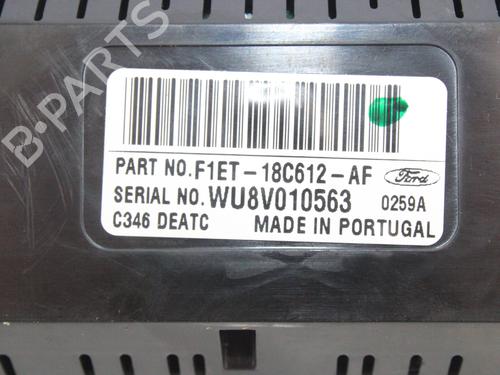 B-PARTS
PART NO. F1ET-18C612-AF Ford
SERIAL NO. WU8V010563 0259A
C346 DEATC MADE IN PORTUGAL